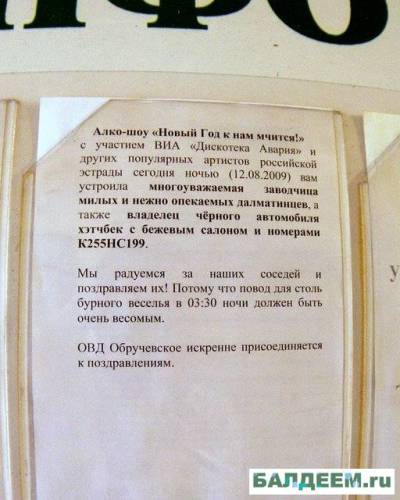 ИНФО
Алко-шоу «Новый Год к нам мчится!»
с участием ВИА «Дискотека Авария» и
других популярных артистов российской
эстрады сегодня ночью (12.08.2009) вам
устроила многоуважаемая заводчица
милых и нежно опекаемых далматинцев, а
также владелец чёрного автомобиля
хэтчбек с бежевым салоном и номерами
К255НС199.
Мы радуемся за наших соседей и
поздравляем их! Потому что повод для столь
бурного веселья в 03:30 ночи должен быть
очень весомым.
ОВД Обручевское искренне присоединяется
к поздравлениям.
БАЛДЕЕМ.ru